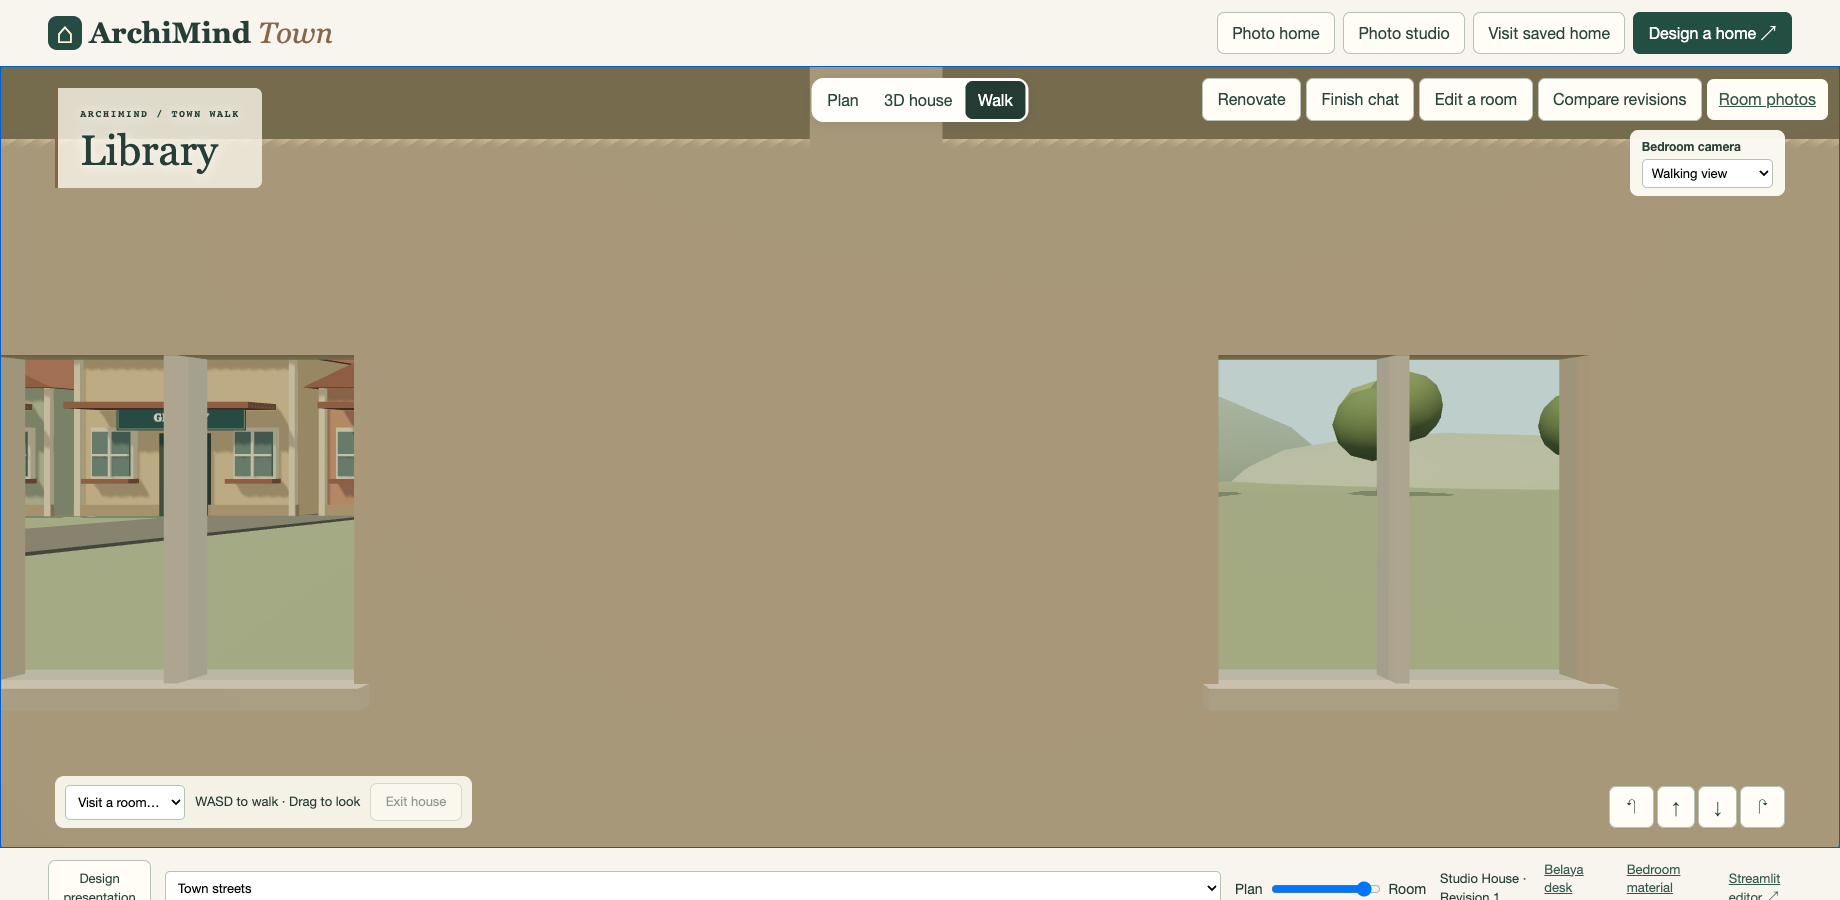 ArchiMind Town
Photo home
Photo studio
Visit saved home
Design a home ↗
ARCHIMIND / TOWN WALK
Library
Plan
3D house
Walk
Renovate
Finish chat
Edit a room
Compare revisions
Room photos
Bedroom camera
Walking view
Visit a room...
WASD to walk · Drag to look
Exit house
↑
↓
Design
presentation
Town streets
Plan
Room
Studio House ·
Revision 1
Belaya
desk
Bedroom
material
Streamlit
editor ↗